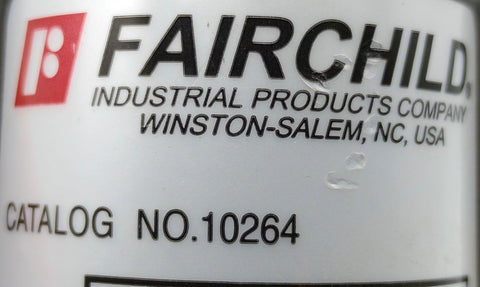 FAIRCHILD®
INDUSTRIAL PRODUCTS COMPANY
WINSTON-SALEM, NC, USA
CATALOG NO.10264